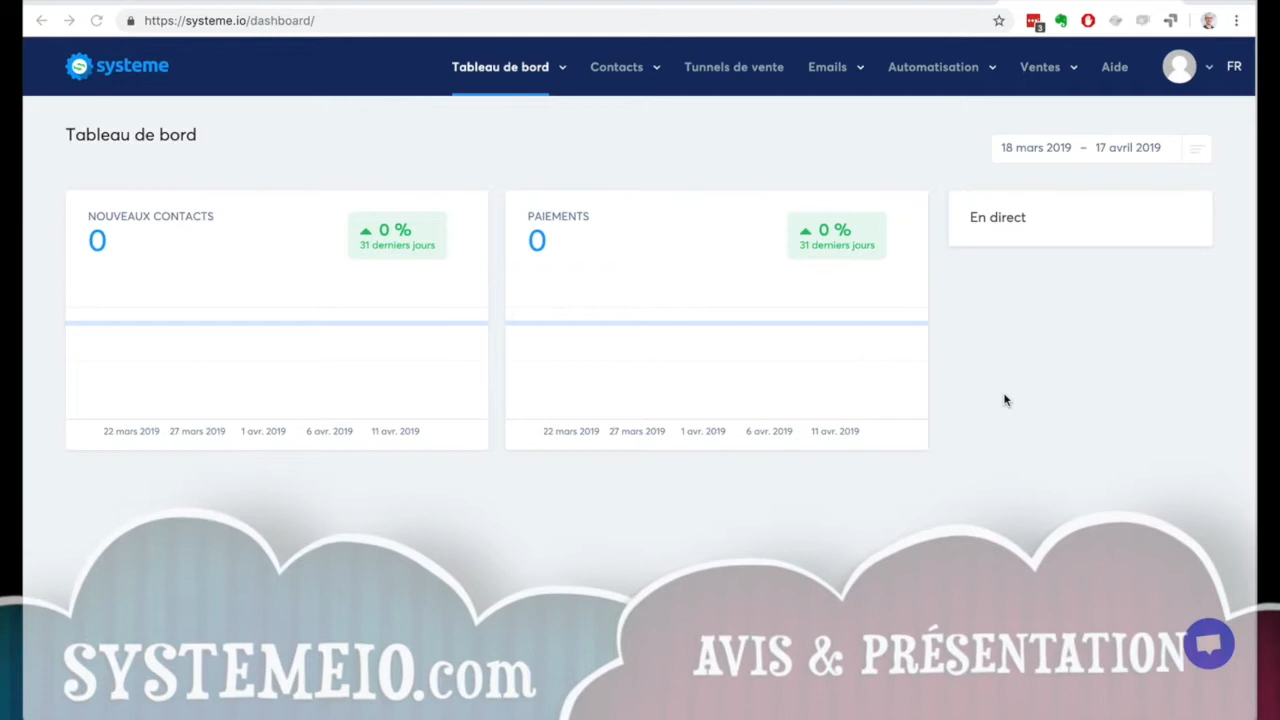 https://systeme.io/dashboard/
3
systeme
Tableau de bord
Contacts
Tunnels de vente
Emails
Automatisation
Ventes
Aide
FR
Tableau de bord
18 mars 2019 – 17 avril 2019
NOUVEAUX CONTACTS
0
0 %
31 derniers jours
22 mars 2019 27 mars 2019 1 avr. 2019 6 avr. 2019 11 avr. 2019
PAIEMENTS
0
0 %
31 derniers jours
22 mars 2019 27 mars 2019 1 avr. 2019 6 avr. 2019 11 avr. 2019
En direct
SYSTEMEIO.com
AVIS & PRÉSENTATION